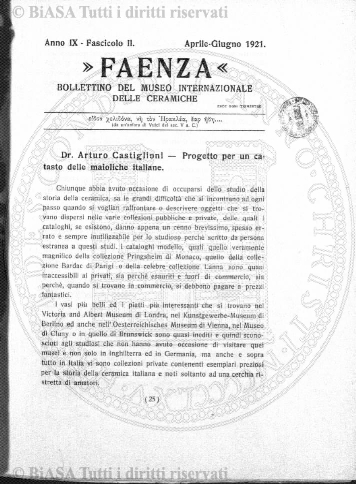 © BiASA Tutti i diritti riservati
Anno IX - Fascicolo II. Aprile-Giugno 1921.
» FAENZA «
BOLLETTINO DEL MUSEO INTERNAZIONALE
DELLE CERAMICHE
ESCE OGNI TRIMESTRE
Dr. Arturo Castiglioni — Progetto per un ca-
tasto delle maioliche italiane.
Chiunque abbia avuto occasione di occuparsi dello studio della
storia della ceramica, sa le grandi difficoltà che si incontrano ad ogni
passo quando si voglian raffrontare o descrivere oggetti che si tro-
vano dispersi nelle varie collezioni pubbliche e private, delle quali i
cataloghi, se esistono, danno appena un cenno brevissimo, spesso er-
rato e sempre inutilizzabile per lo studioso perchè scritto da persona
estranea a questi studi. I cataloghi modello, quali quello veramente
magnifico della collezione Pringsheim di Monaco, quello della colle-
zione Bardac di Parigi o della celebre collezione Lanna sono quasi
inaccessibili ai privati, sia perchè esauriti e fuori di commercio, sia
perchè, quando si trovano in commercio, si debbono pagare a prezzi
fantastici.
I vasi più belli ed i piatti più interessanti che si trovano nel
Victoria and Albert Museum di Londra, nel Kunstgewerbe-Museum di
Berlino ed anche nell'Oesterreichisches Museum di Vienna, nel Museo
di Cluny o in quello di Brunswick sono quasi inediti e quindi scono-
sciuti agli studiosi che non hanno avuto occasione di visitare quei
musei e non solo in Inghilterra ed in Germania, ma anche e sopra
tutto in Italia vi sono collezioni private contenenti esemplari preziosi
per la storia della ceramica italiana e noti soltanto ad una cerchia ri-
stretta di amatori.
( 25 )
© BiASA Tutti i diritti riservati